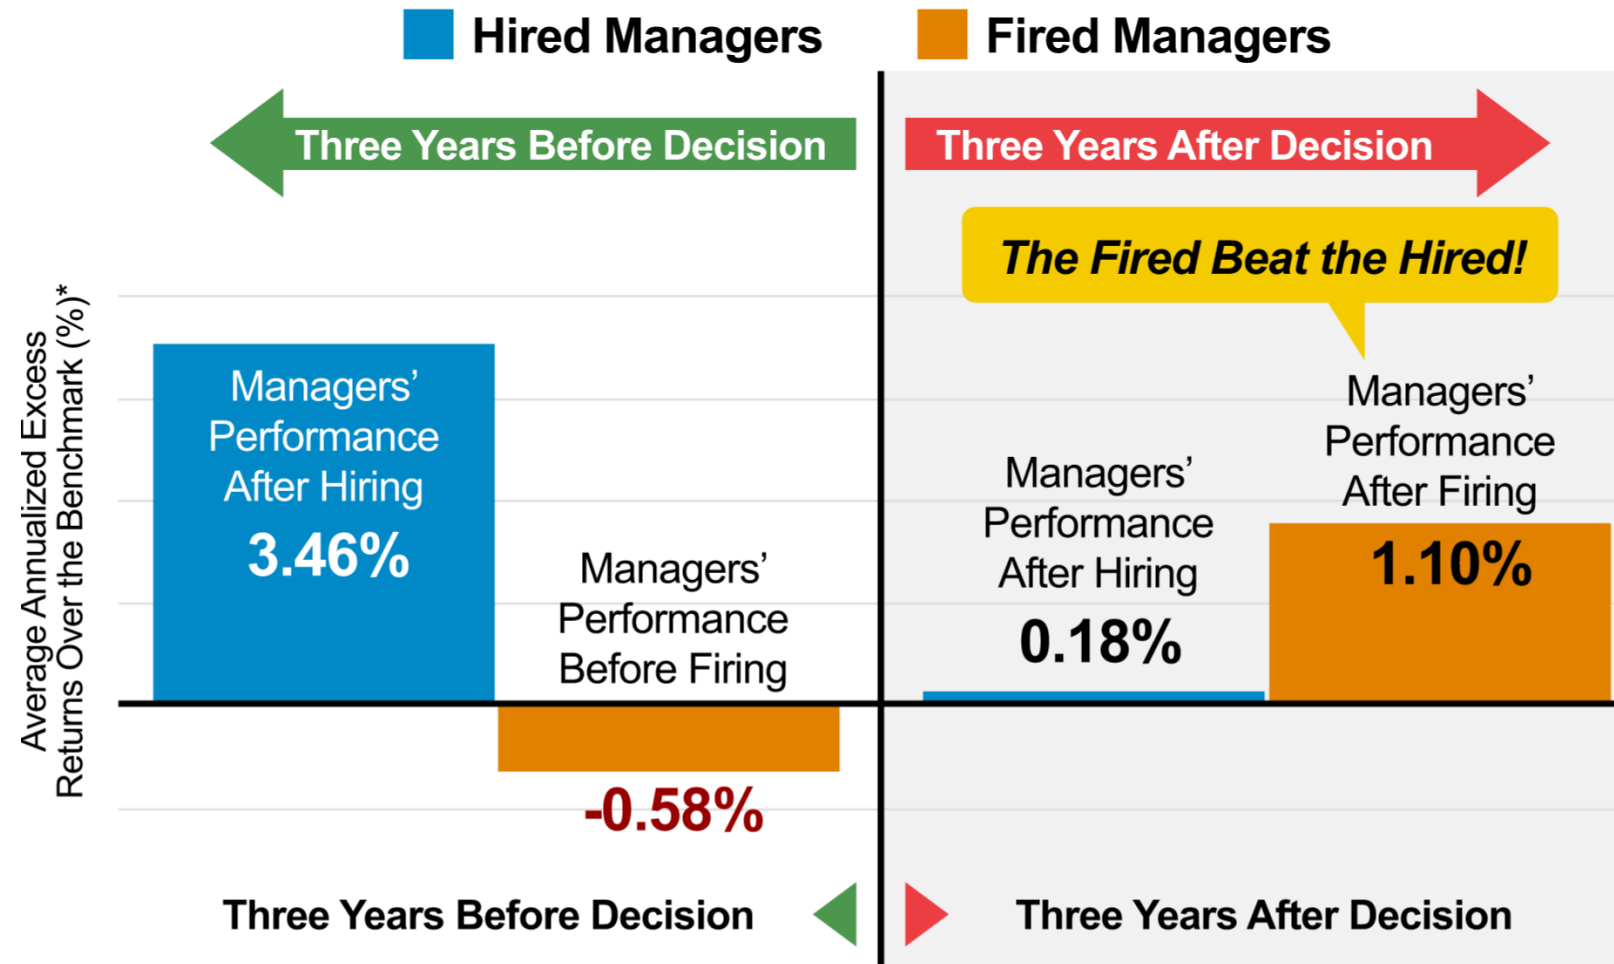 Hired Managers
Fired Managers
Three Years Before Decision
Three Years After Decision
The Fired Beat the Hired!
Average Annualized Excess
Returns Over the Benchmark (%)*
Managers’
Performance
After Hiring
3.46%
Managers’
Performance
Before Firing
-0.58%
Managers’
Performance
After Hiring
0.18%
Managers’
Performance
After Firing
1.10%
Three Years Before Decision
Three Years After Decision